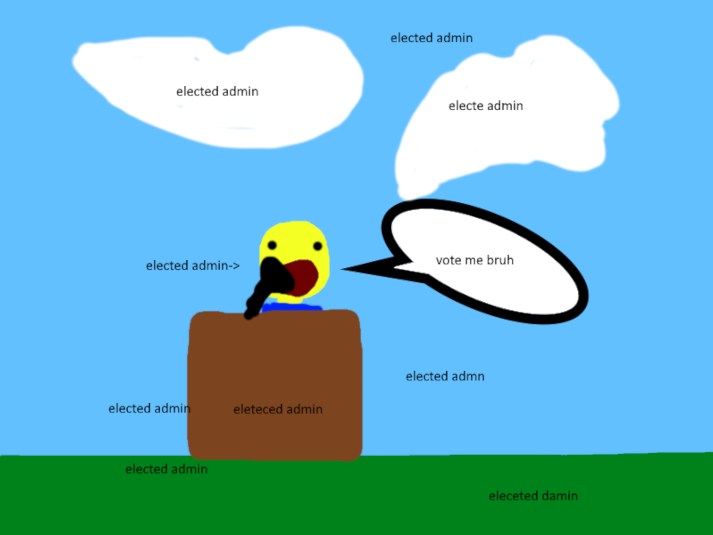 elected admin
elected admin
electe admin
vote me bruh
elected admin->
elected admn
elected admin
eleteced admin
elected admin
eleceted damin